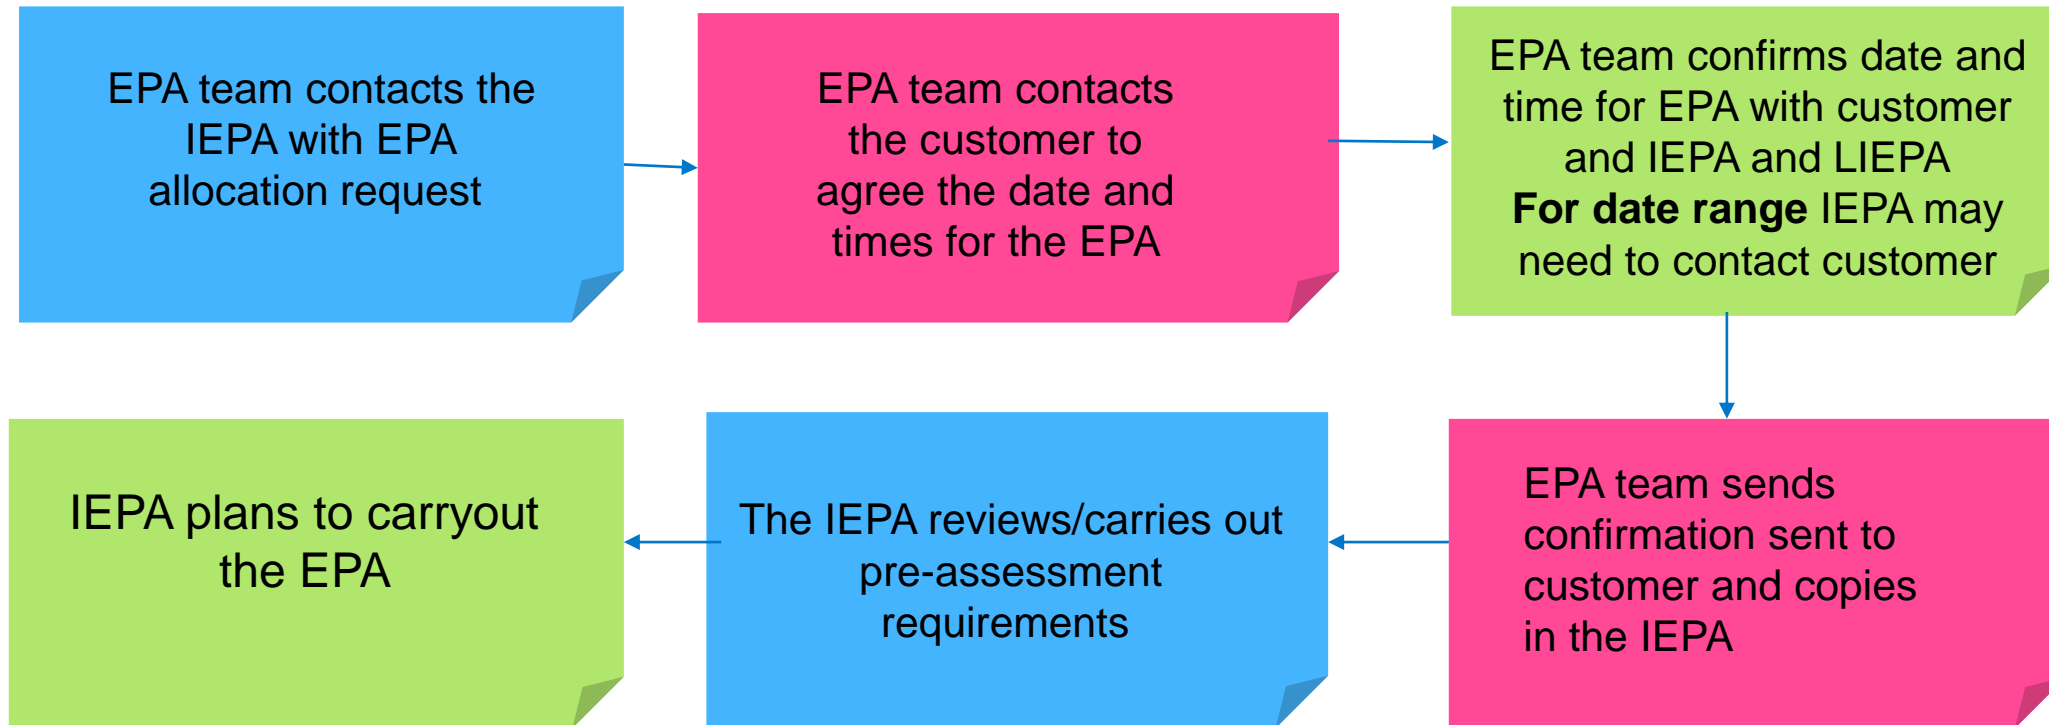 EPA team contacts the
IEPA with EPA
allocation request
EPA team contacts
the customer to
agree the date and
times for the EPA
EPA team confirms date and
time for EPA with customer
and IEPA and LIEPA
For date range IEPA may
need to contact customer
EPA team sends
confirmation sent to
customer and copies
in the IEPA
The IEPA reviews/carries out
pre-assessment
requirements
IEPA plans to carryout
the EPA